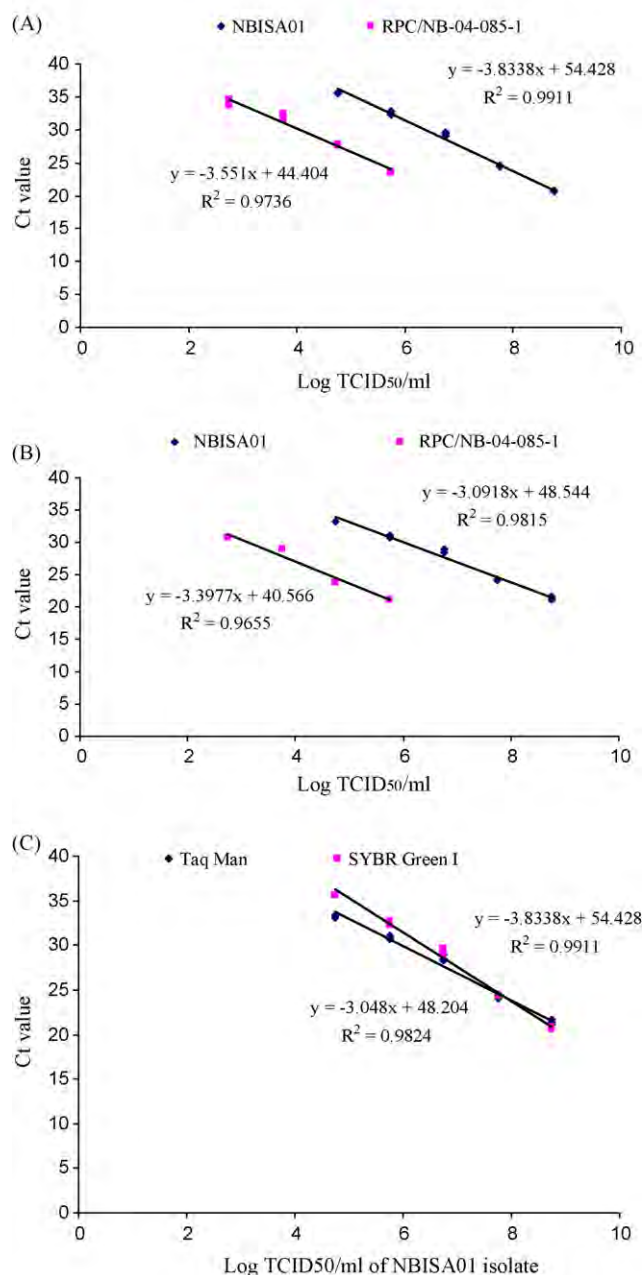 (A)
NBISA01 RPC/NB-04-085-1
40
35
30
25
20
15
10
5
0
y = -3.8338x + 54.428
R² = 0.9911
y = -3.551x + 44.404
R² = 0.9736
Ct value
0 2 4 6 8 10
Log TCID50/ml
(B)
NBISA01 RPC/NB-04-085-1
40
35
30
25
20
15
10
5
0
y = -3.0918x + 48.544
R² = 0.9815
y = -3.3977x + 40.566
R² = 0.9655
Ct value
0 2 4 6 8 10
Log TCID50/ml
(C)
Taq Man SYBR Green I
40
35
30
25
20
15
10
5
0
y = -3.8338x + 54.428
R² = 0.9911
y = -3.048x + 48.204
R² = 0.9824
Ct value
0 2 4 6 8 10
Log TCID50/ml of NBISA01 isolate